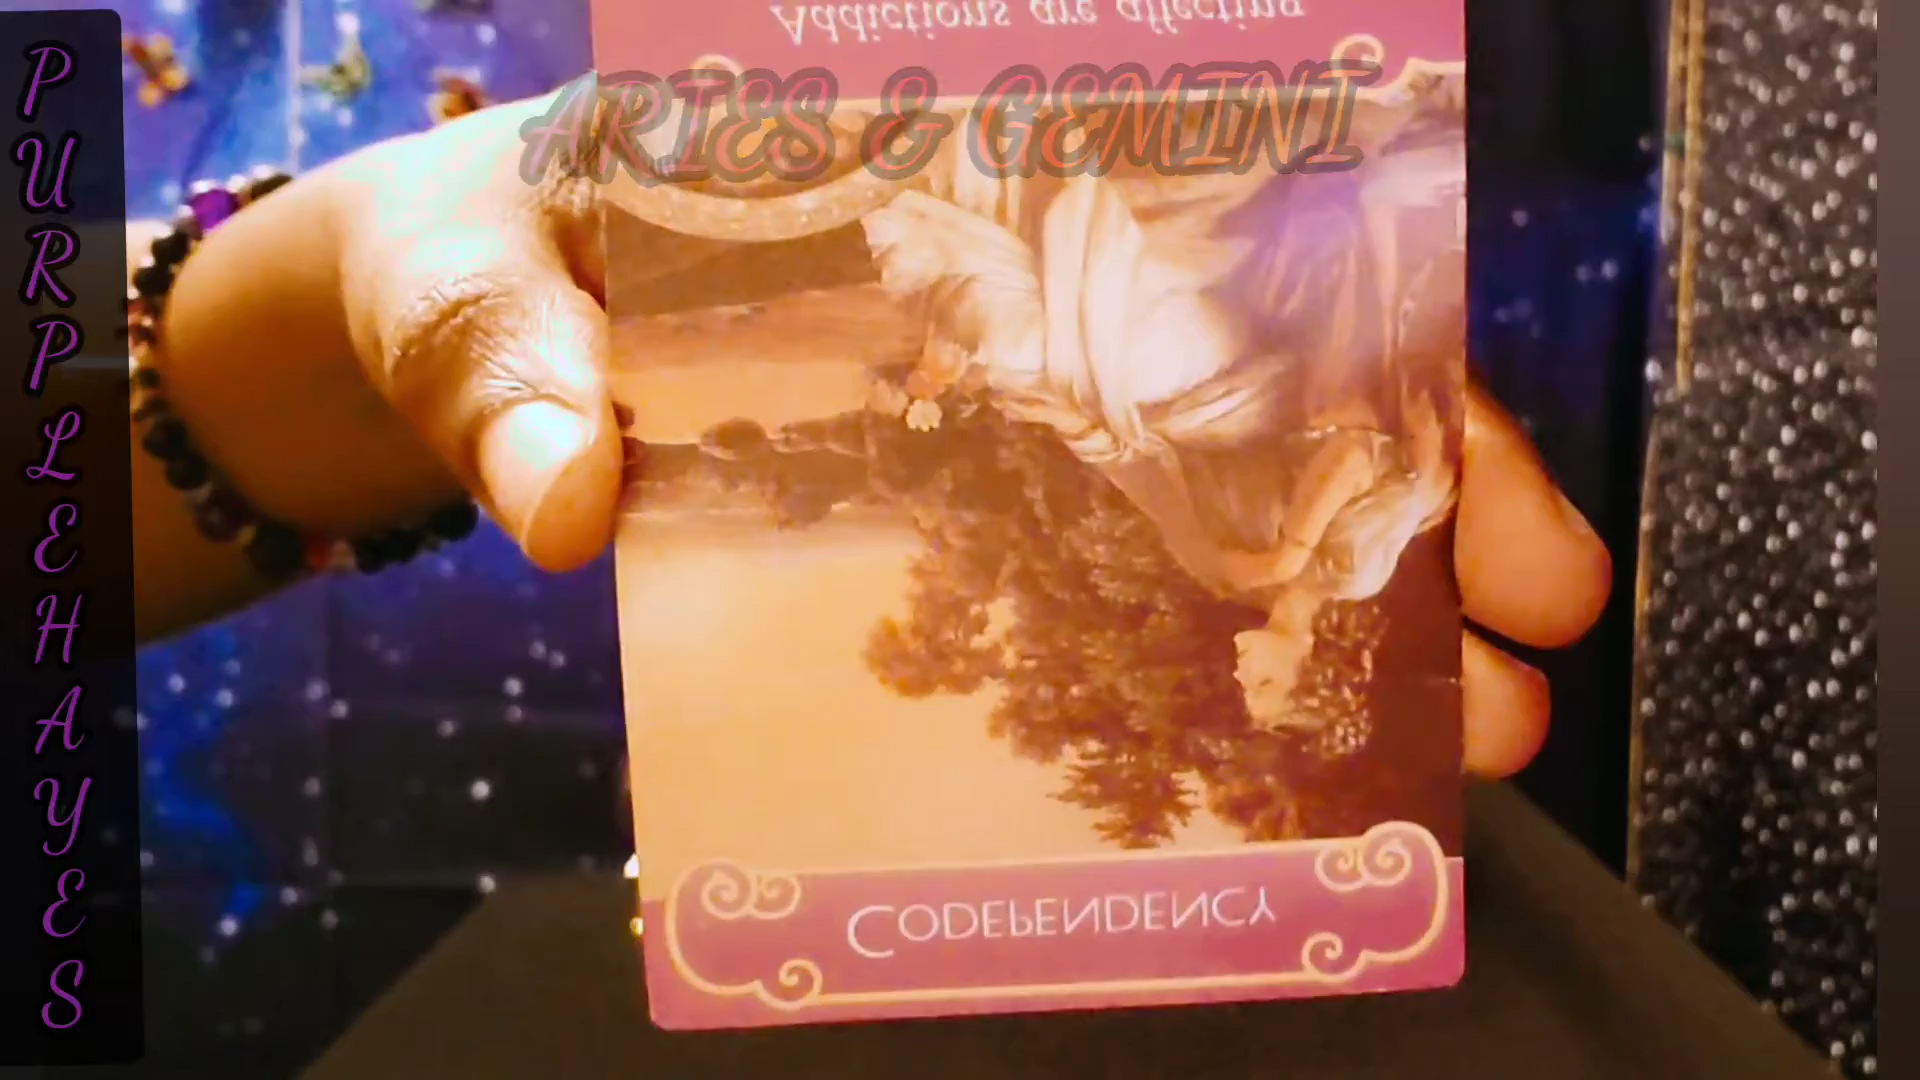 PURPLEHAYES
Addictions are affecting
ARIES & GEMINI
CODEPENDENCY